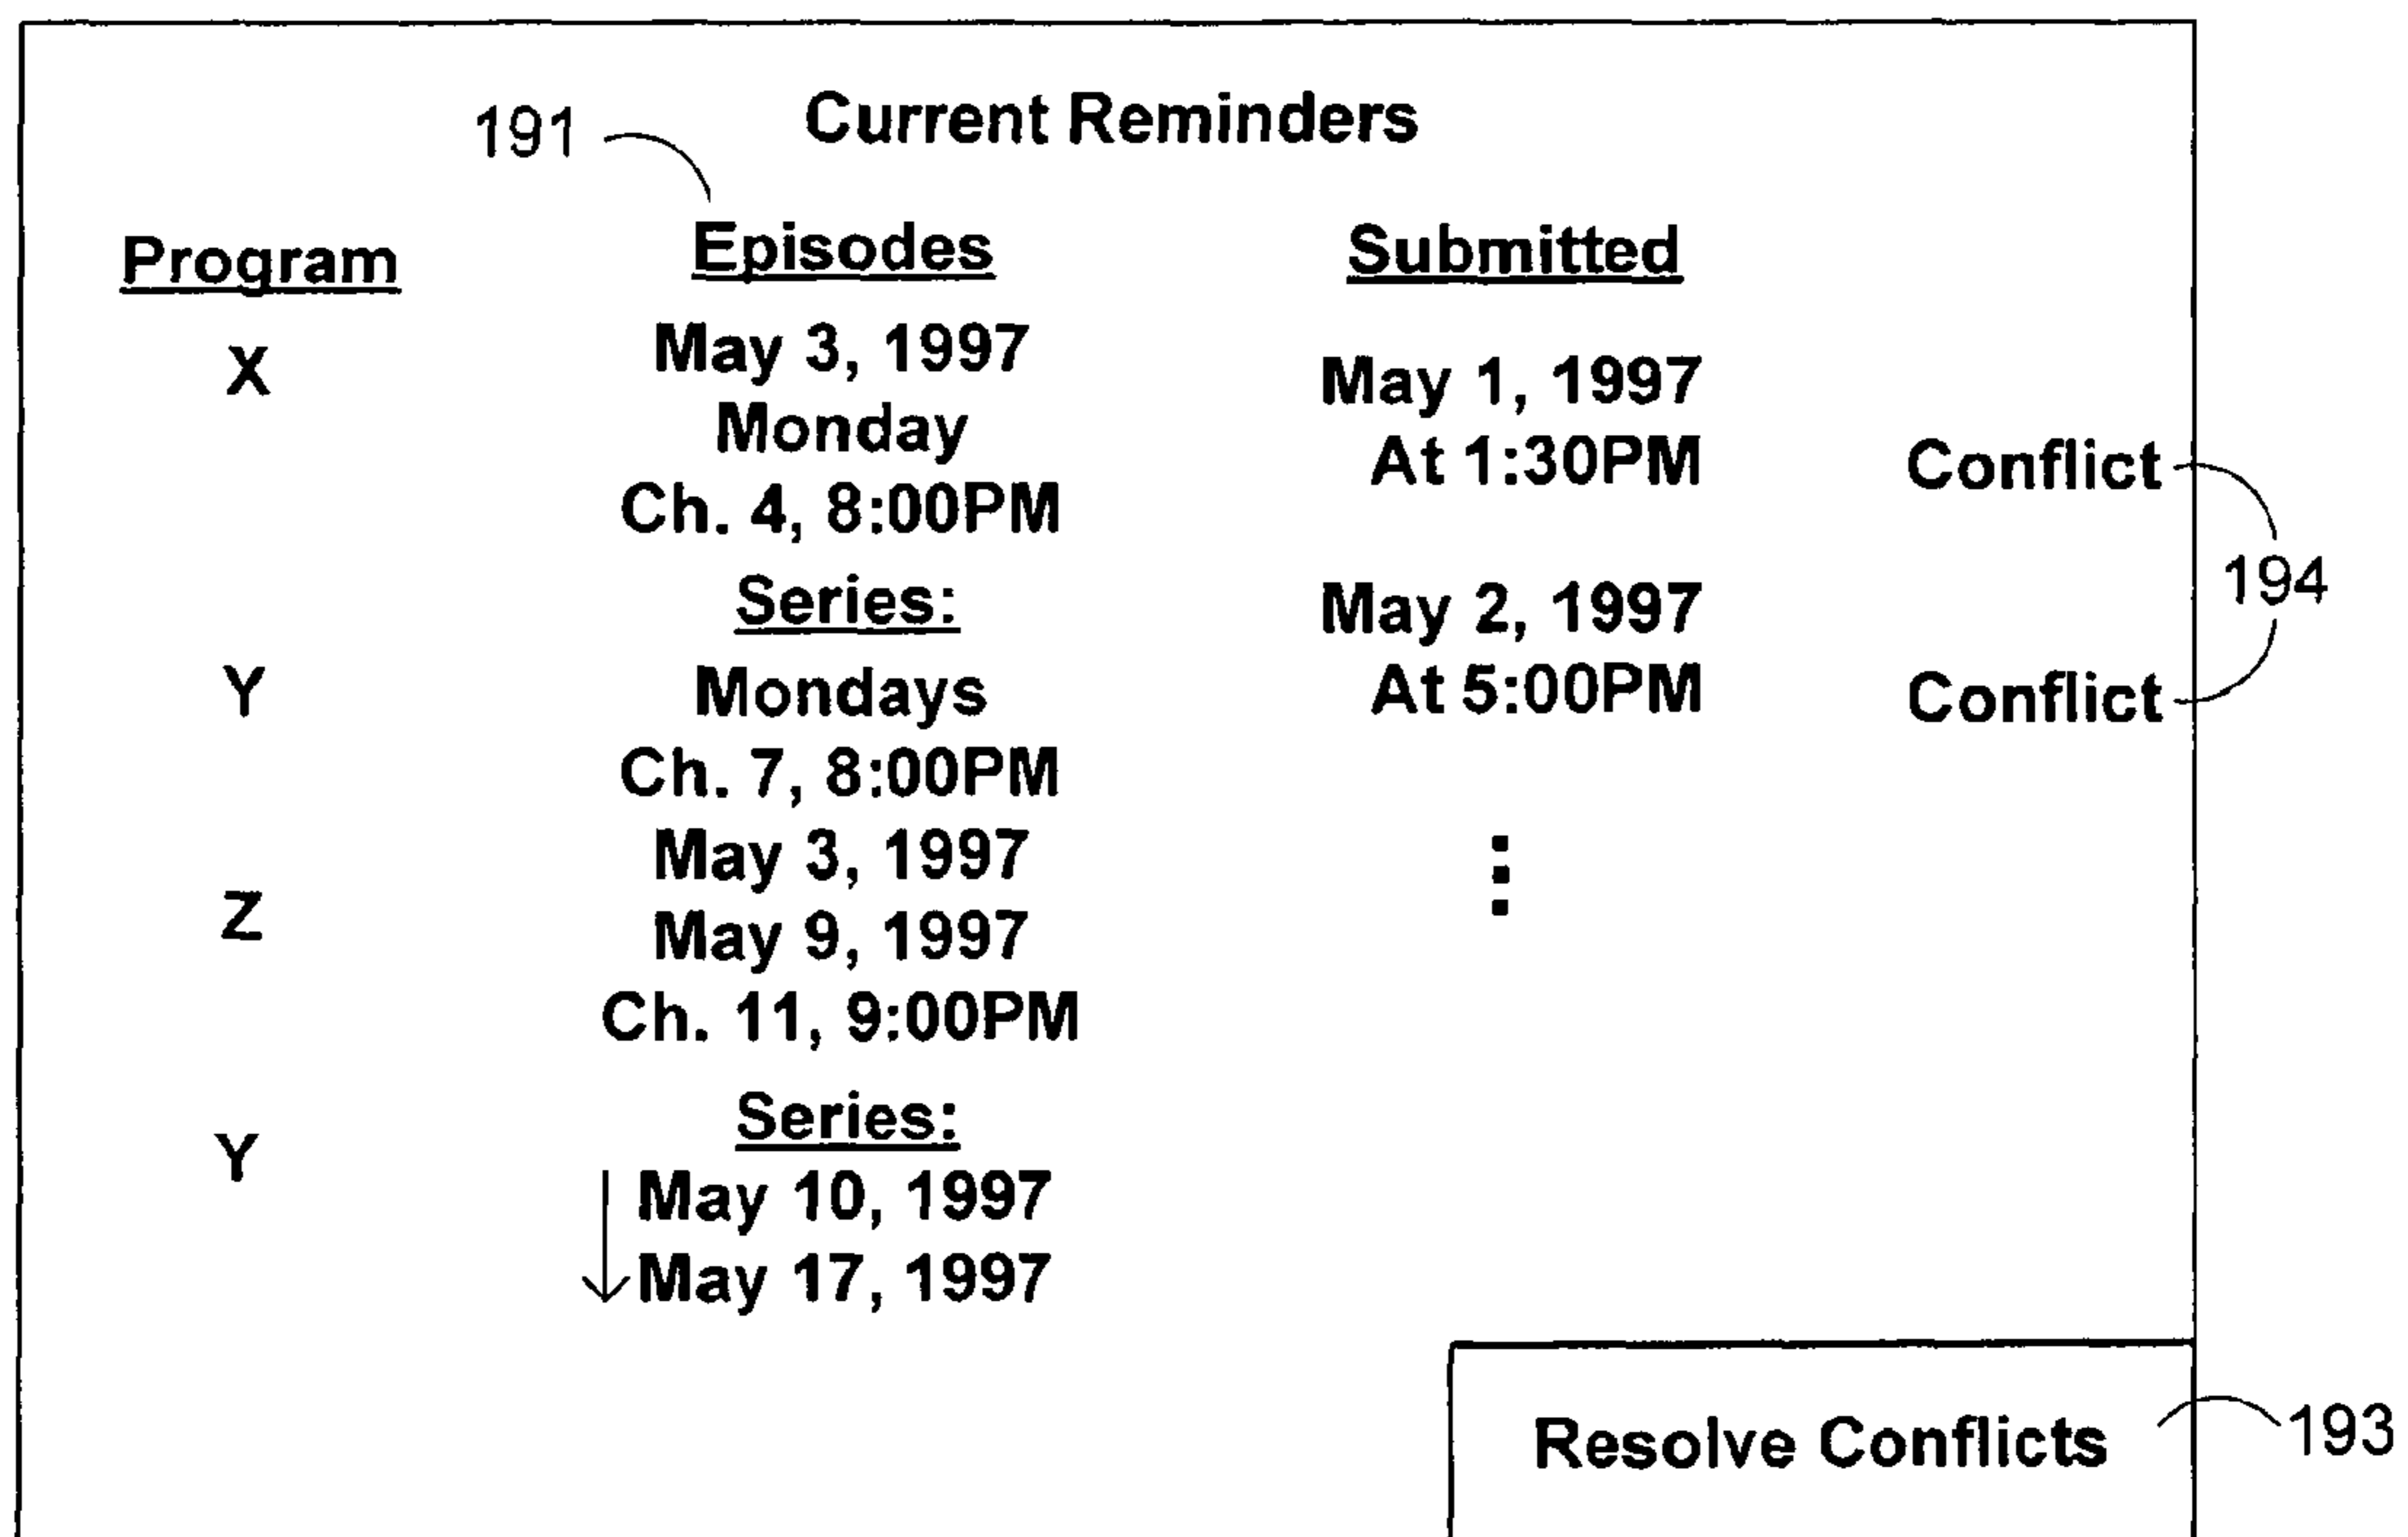 Current Reminders
191
Program Episodes Submitted
X
May 3, 1997
Monday
Ch. 4, 8:00PM
May 1, 1997
At 1:30PM
Conflict
194
Y
Series:
Mondays
Ch. 7, 8:00PM
May 2, 1997
At 5:00PM
Conflict
Z
May 3, 1997
May 9, 1997
Ch. 11, 9:00PM
Y
Series:
May 10, 1997
May 17, 1997
Resolve Conflicts
193